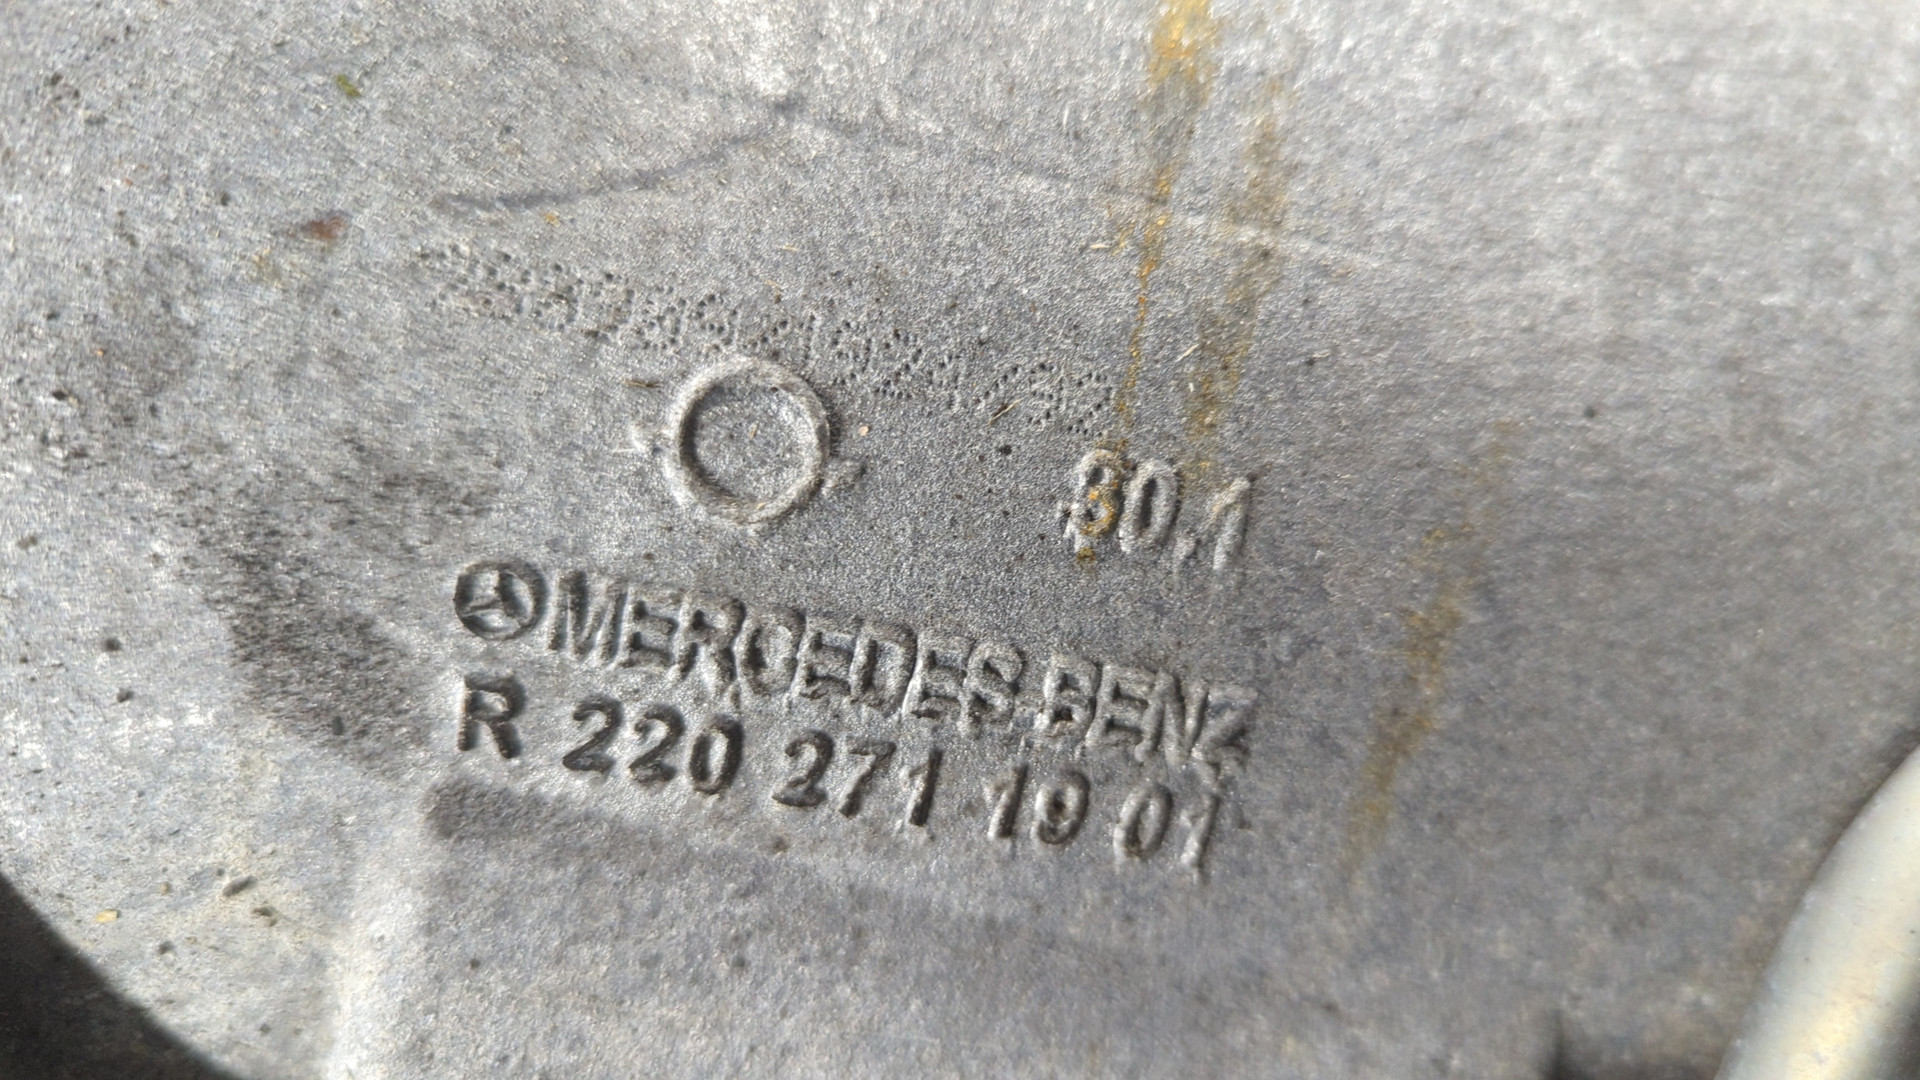 30.1
MERCEDES-BENZ
R 220 271 19 01